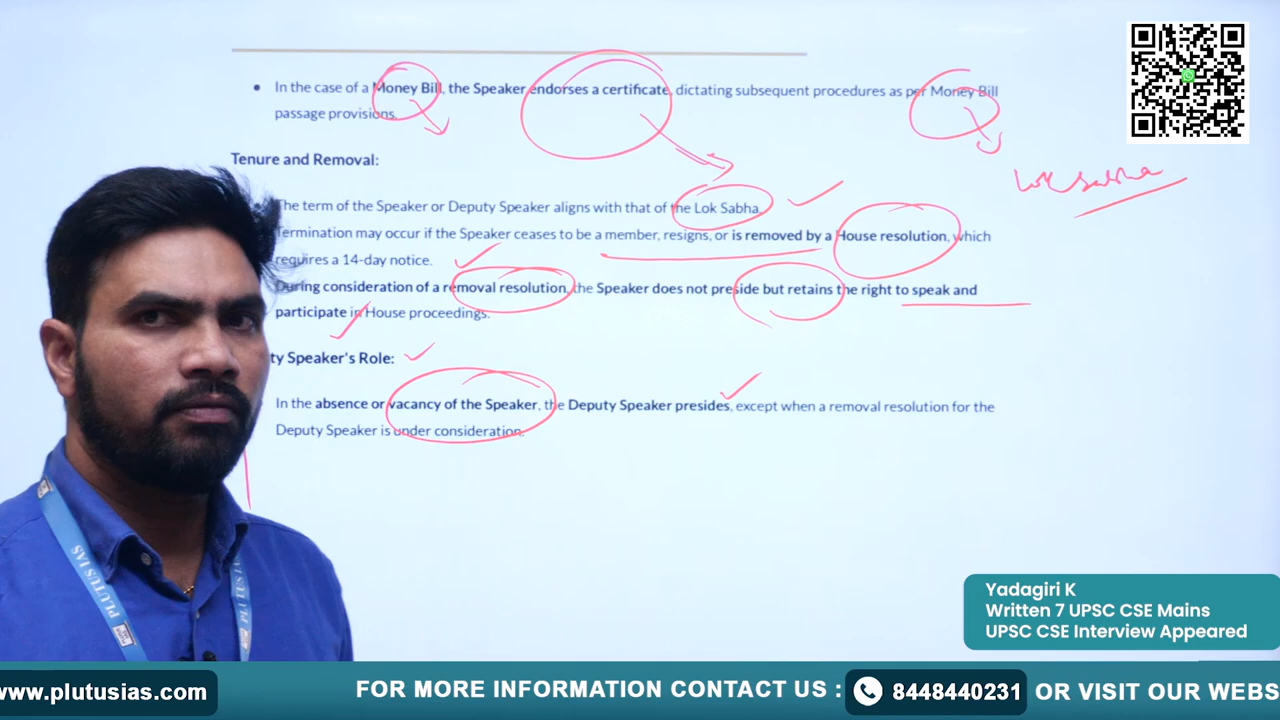 In the case of a Money Bill, the Speaker endorses a certificate, dictating subsequent procedures as per Money Bill
passage provisions.
Lok Sabha
Tenure and Removal:
The term of the Speaker or Deputy Speaker aligns with that of the Lok Sabha.
Termination may occur if the Speaker ceases to be a member, resigns, or is removed by a House resolution, which
requires a 14-day notice.
During consideration of a removal resolution, the Speaker does not preside but retains the right to speak and
participate in House proceedings.
ty Speaker's Role:
In the absence or vacancy of the Speaker, the Deputy Speaker presides, except when a removal resolution for the
Deputy Speaker is under consideration.
PLUTUS IAS
PLUTUS IAS
Yadagiri K
Written 7 UPSC CSE Mains
UPSC CSE Interview Appeared
www.plutusias.com
FOR MORE INFORMATION CONTACT US :
8448440231
OR VISIT OUR WEBS